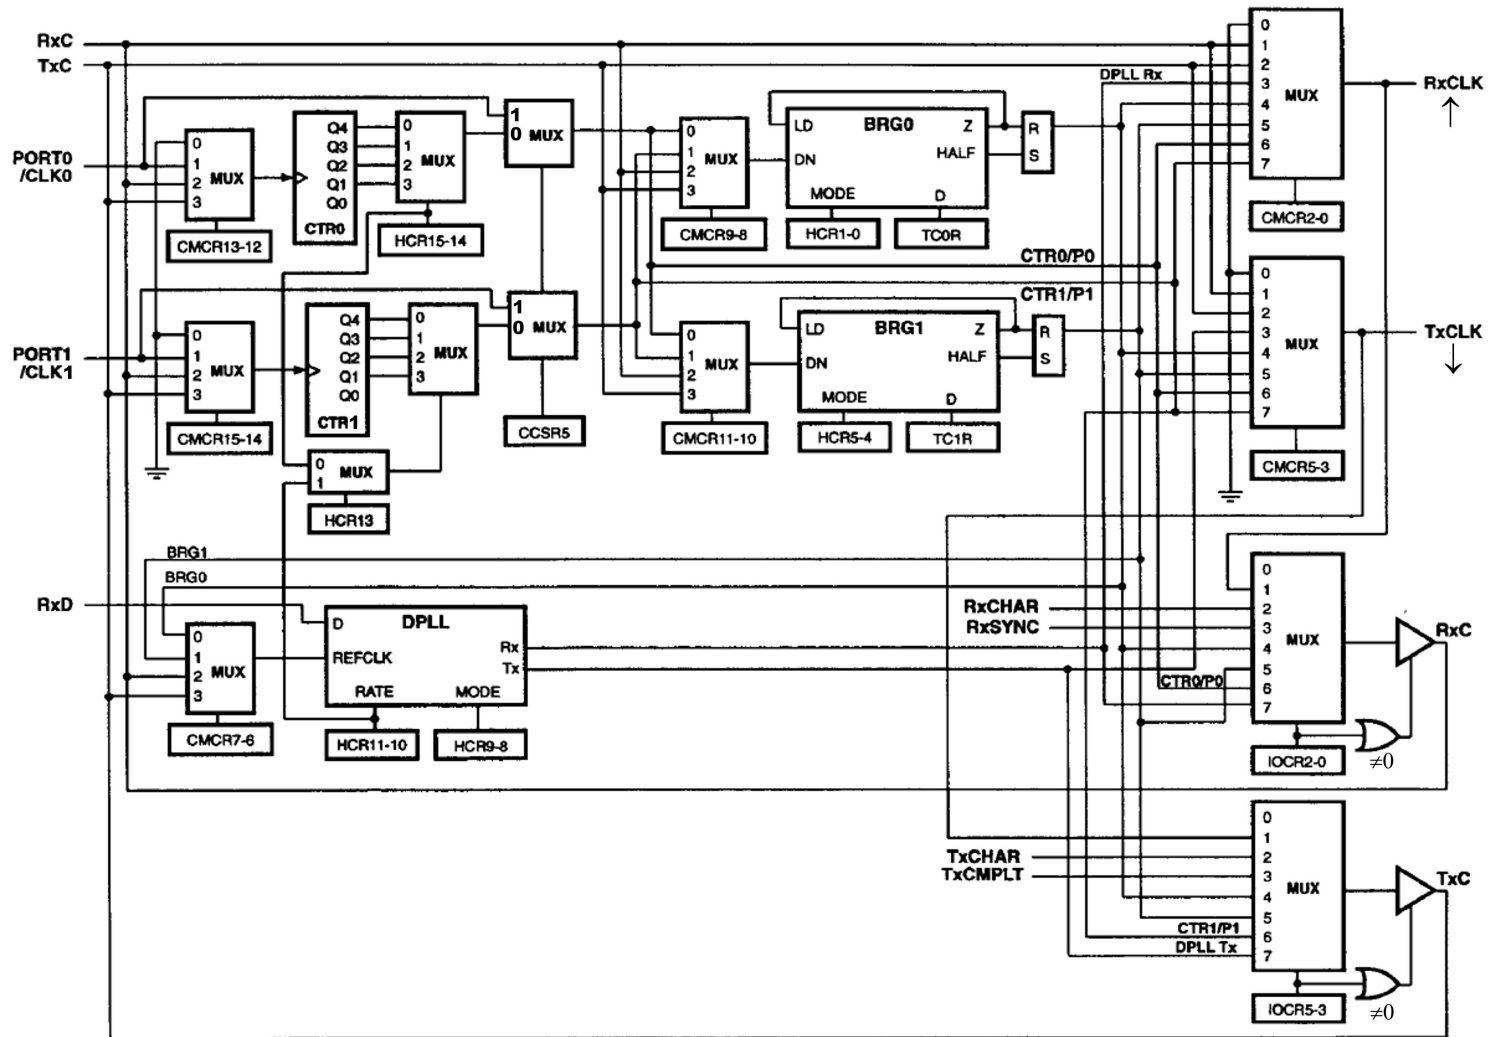 RxC
TxC
PORT0
/CLK0
0
1
2
3
MUX
CMCR13-12
Q4
Q3
Q2
Q1
Q0
CTR0
0
1
2
3
MUX
HCR15-14
1
0
MUX
0
1
2
3
MUX
CMCR9-8
LD
BRG0
Z
DN
HALF
MODE
D
HCR1-0
TC0R
R
S
DPLL Rx
0
1
2
3
4
5
6
7
MUX
CMCR2-0
RxCLK
↑
PORT1
/CLK1
0
1
2
3
MUX
CMCR15-14
Q4
Q3
Q2
Q1
Q0
CTR1
0
1
2
3
MUX
0
1
MUX
HCR13
1
0
MUX
CCSR5
CTR0/P0
CTR1/P1
0
1
2
3
MUX
CMCR11-10
LD
BRG1
Z
DN
HALF
MODE
D
HCR5-4
TC1R
R
S
0
1
2
3
4
5
6
7
MUX
CMCR5-3
TxCLK
↓
BRG1
BRG0
RxD
0
1
2
3
MUX
CMCR7-6
D
DPLL
REFCLK
Rx
Tx
RATE
MODE
HCR11-10
HCR9-8
RxCHAR
RxSYNC
CTR0/P0
0
1
2
3
4
5
6
7
MUX
IOCR2-0
≠0
RxC
TxCHAR
TxCMPLT
CTR1/P1
DPLL Tx
0
1
2
3
4
5
6
7
MUX
IOCR5-3
≠0
TxC